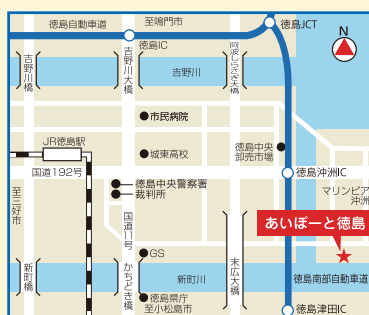 徳島自動車道
至鳴門市
徳島JCT
徳島IC
N
吉野川橋
吉野川大橋
吉野川
阿波しらさぎ大橋
市民病院
JR徳島駅
城東高校
徳島中央
卸売市場
国道192号
徳島中央警察署
裁判所
徳島沖洲IC
マリンピア
沖洲
至三好市
国道11号
あいぽーと徳島
GS
新町橋
かちどき橋
新町川
末広大橋
徳島南部自動車道
徳島県庁
至小松島市
徳島津田IC